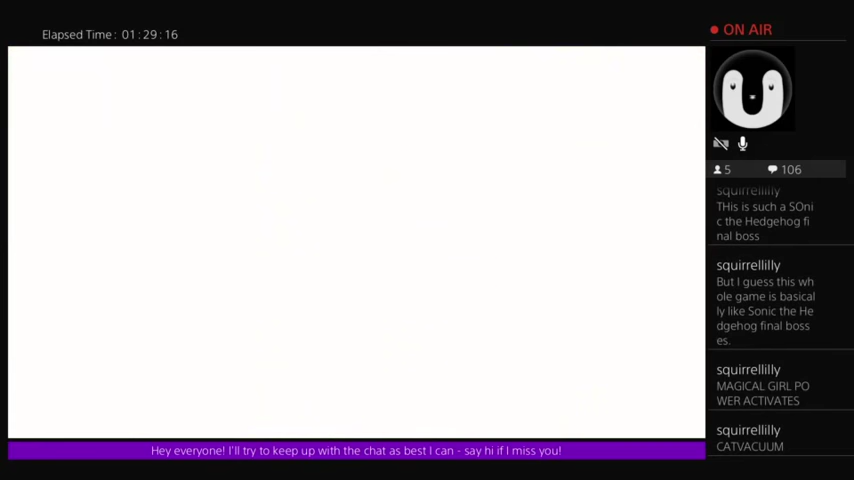 Elapsed Time: 01:29:16
ON AIR
5 106
squirrellilly
THis is such a SOni
c the Hedgehog fi
nal boss
squirrellilly
But I guess this wh
ole game is basical
ly like Sonic the He
dgehog final boss
es.
squirrellilly
MAGICAL GIRL PO
WER ACTIVATES
squirrellilly
CATVACUUM
Hey everyone! I'll try to keep up with the chat as best I can - say hi if I miss you!